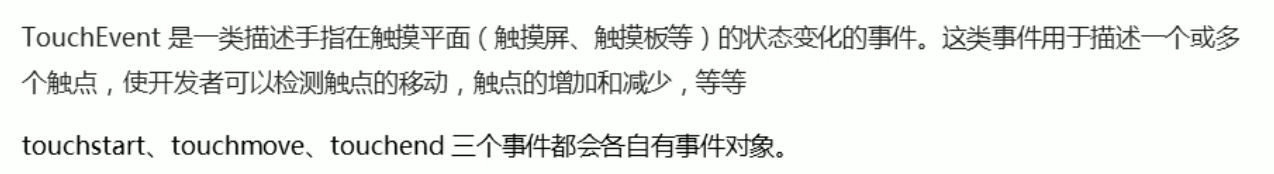 TouchEvent 是一类描述手指在触摸平面（触摸屏、触摸板等）的状态变化的事件。这类事件用于描述一个或多
个触点，使开发者可以检测触点的移动，触点的增加和减少，等等
touchstart、touchmove、touchend 三个事件都会各自有事件对象。